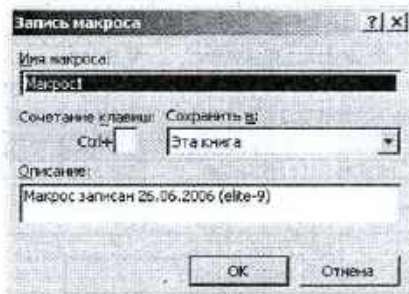 Запись макроса ? ×
Имя макроса:
Макрос1
Сочетание клавиш: Сохранить в:
Ctrl+ Эта книга
Описание:
Макрос записан 26.06.2006 (elite-9)
ОК Отмена